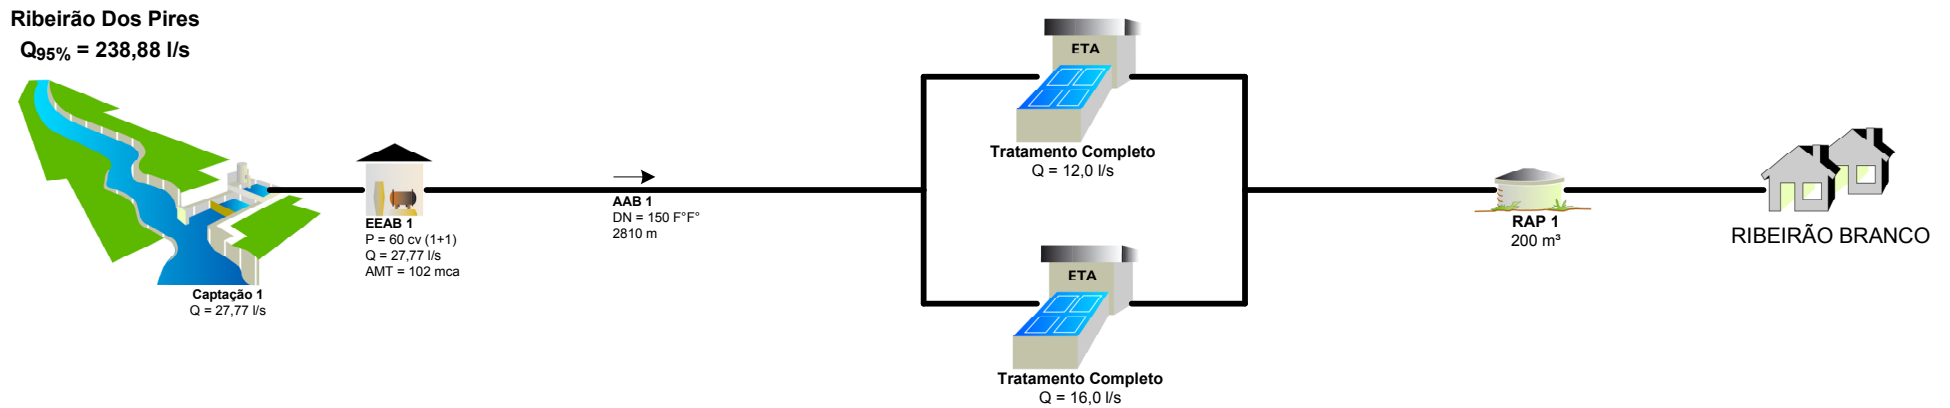 Ribeirão Dos Pires
Q95% = 238,88 l/s
Captação 1
Q = 27,77 l/s
EEAB 1
P = 60 cv (1+1)
Q = 27,77 l/s
AMT = 102 mca
AAB 1
DN = 150 F°F°
2810 m
ETA
Tratamento Completo
Q = 12,0 l/s
ETA
Tratamento Completo
Q = 16,0 l/s
RAP 1
200 m³
RIBEIRÃO BRANCO